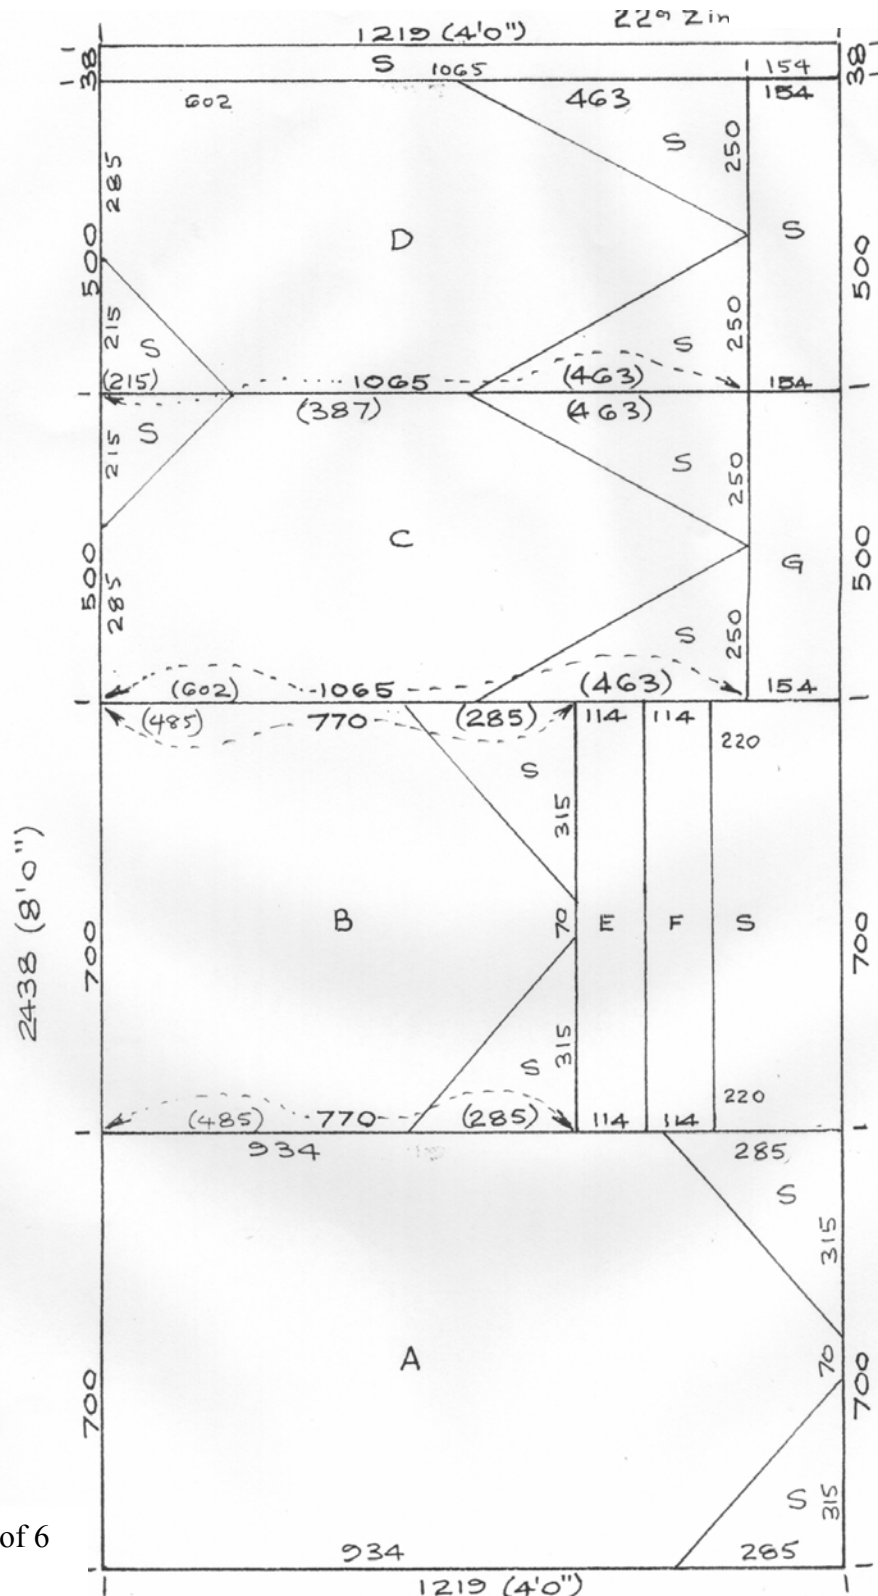 1219 (4'0") 22g Zin
38 S 1065 154 38
602 463 154
285 S 250
500 D S 500
215 S S 250
(215) 1065 (463) 154
(387) (463)
215 S S 250
500 C G 500
285 S 250
(602) 1065 (463) 154
(485) 770 (285) 114 114 220
S 315
2438 (8'0") 700 B 70 E F S 700
S 315 220
(485) 770 (285) 114 114
934 285
S 315
A 70
700 700
S 315
of 6 934 285
1219 (4'0")